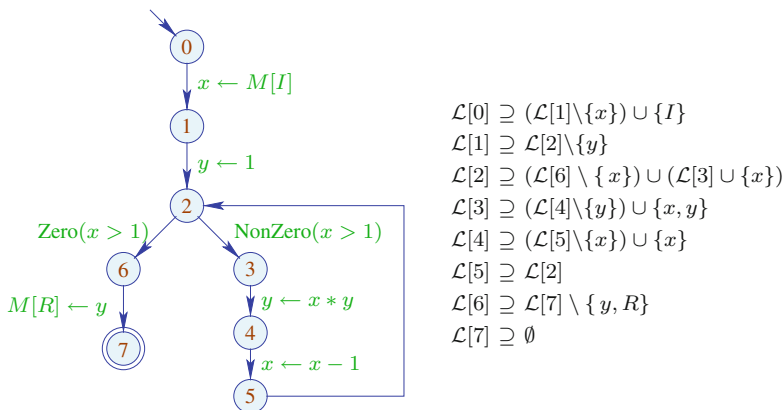 0
x ← M[I]
1
y ← 1
2
Zero(x > 1)
NonZero(x > 1)
6
3
M[R] ← y
y ← x ∗ y
7
4
x ← x − 1
5
ℒ[0] ⊇ (ℒ[1]\{x}) ∪ {I}
ℒ[1] ⊇ ℒ[2]\{y}
ℒ[2] ⊇ (ℒ[6] \ { x}) ∪ (ℒ[3] ∪ {x})
ℒ[3] ⊇ (ℒ[4]\{y}) ∪ {x, y}
ℒ[4] ⊇ (ℒ[5]\{x}) ∪ {x}
ℒ[5] ⊇ ℒ[2]
ℒ[6] ⊇ ℒ[7] \ { y, R}
ℒ[7] ⊇ ∅